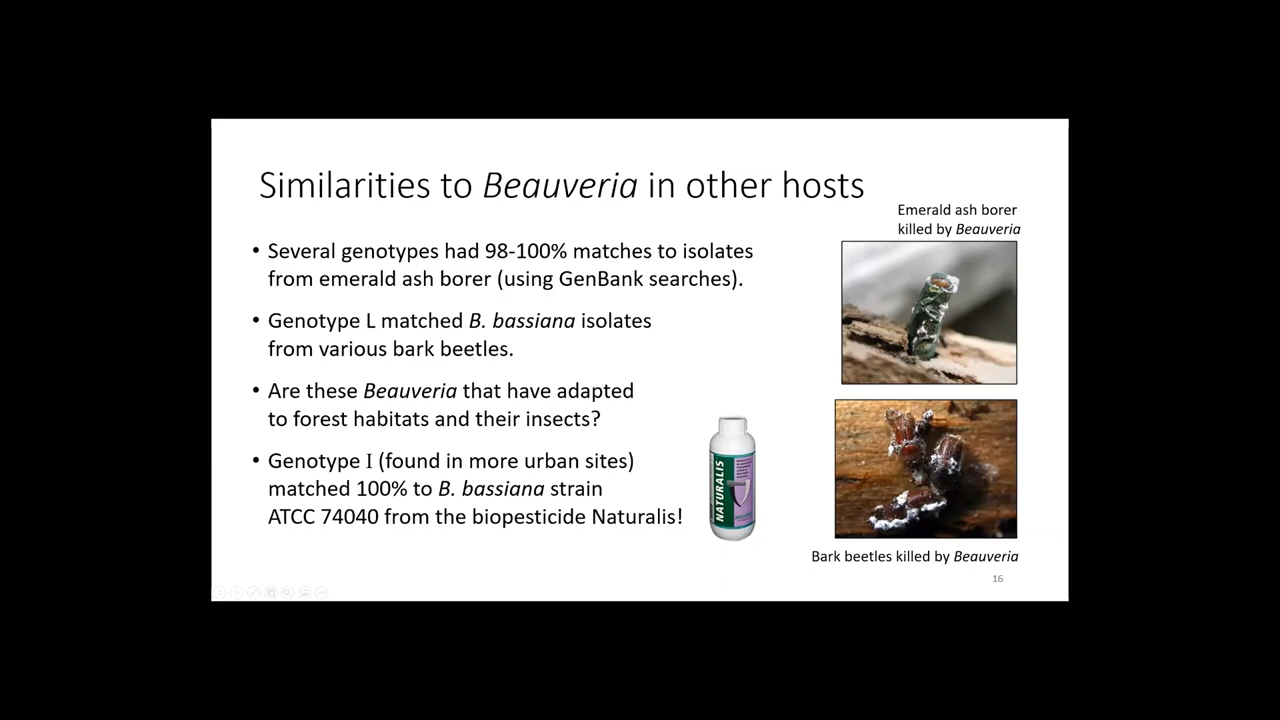 Similarities to Beauveria in other hosts
Emerald ash borer
killed by Beauveria
• Several genotypes had 98-100% matches to isolates
from emerald ash borer (using GenBank searches).
• Genotype L matched B. bassiana isolates
from various bark beetles.
• Are these Beauveria that have adapted
to forest habitats and their insects?
• Genotype I (found in more urban sites)
matched 100% to B. bassiana strain
ATCC 74040 from the biopesticide Naturalis!
NATURALIS
Bark beetles killed by Beauveria
16